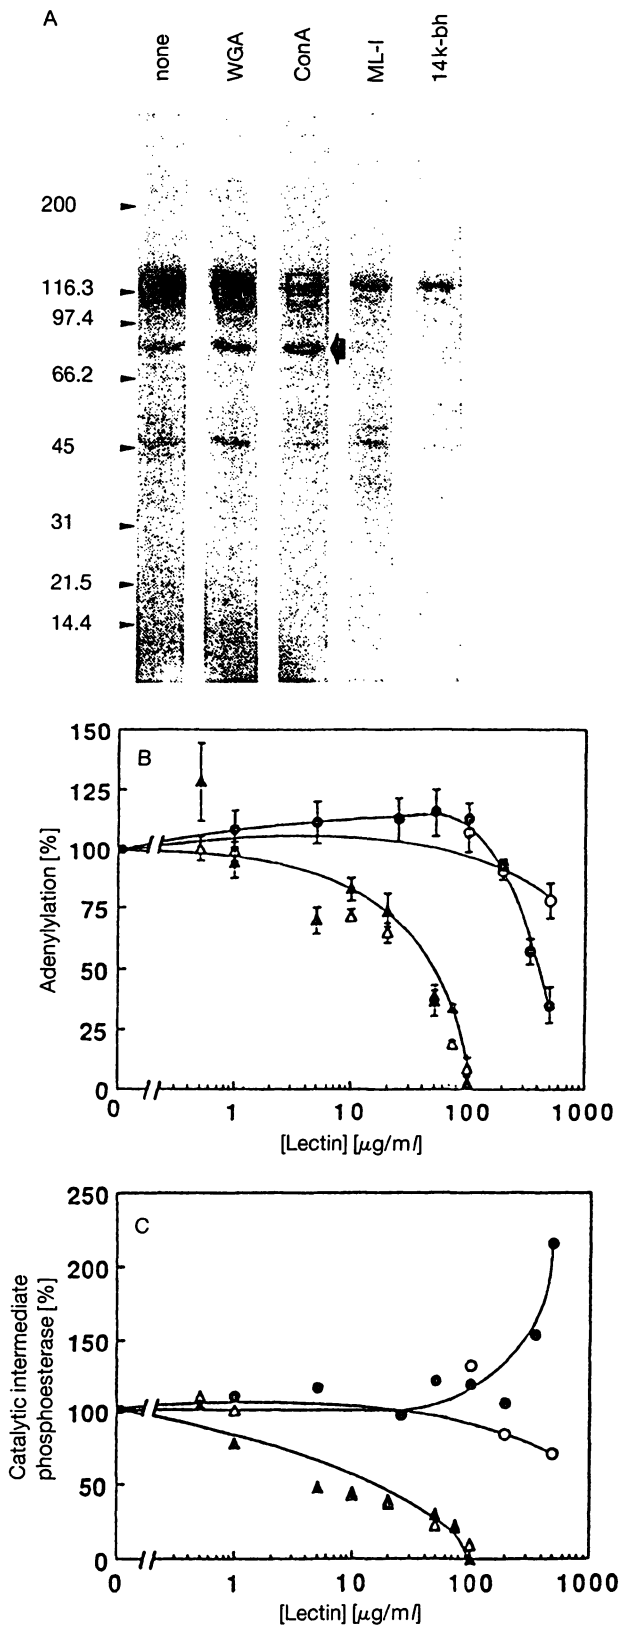 A
none
WGA
ConA
ML-I
14k-bh
200
116.3
97.4
66.2
45
31
21.5
14.4
150
125
100
75
50
25
0
B
Adenylylation [%]
0 1 10 100 1000
[Lectin] [μg/ml]
250
200
150
100
50
0
C
Catalytic intermediate
phosphoesterase [%]
0 1 10 100 1000
[Lectin] [μg/ml]